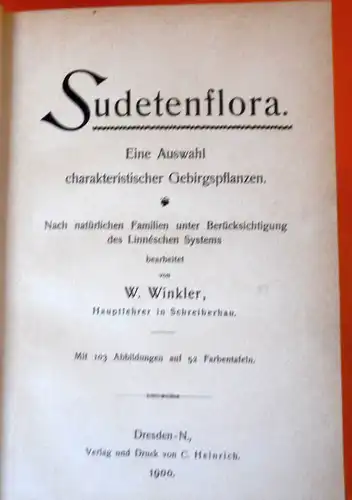 Sudetenflora.
Eine Auswahl
charakteristischer Gebirgspflanzen.
Nach natürlichen Familien unter Berücksichtigung
des Linnéschen Systems
bearbeitet
von
W. Winkler,
Hauptlehrer in Schreiberhau.
Mit 103 Abbildungen auf 52 Farbentafeln.
Dresden-N.,
Verlag und Druck von C. Heinrich.
1900.